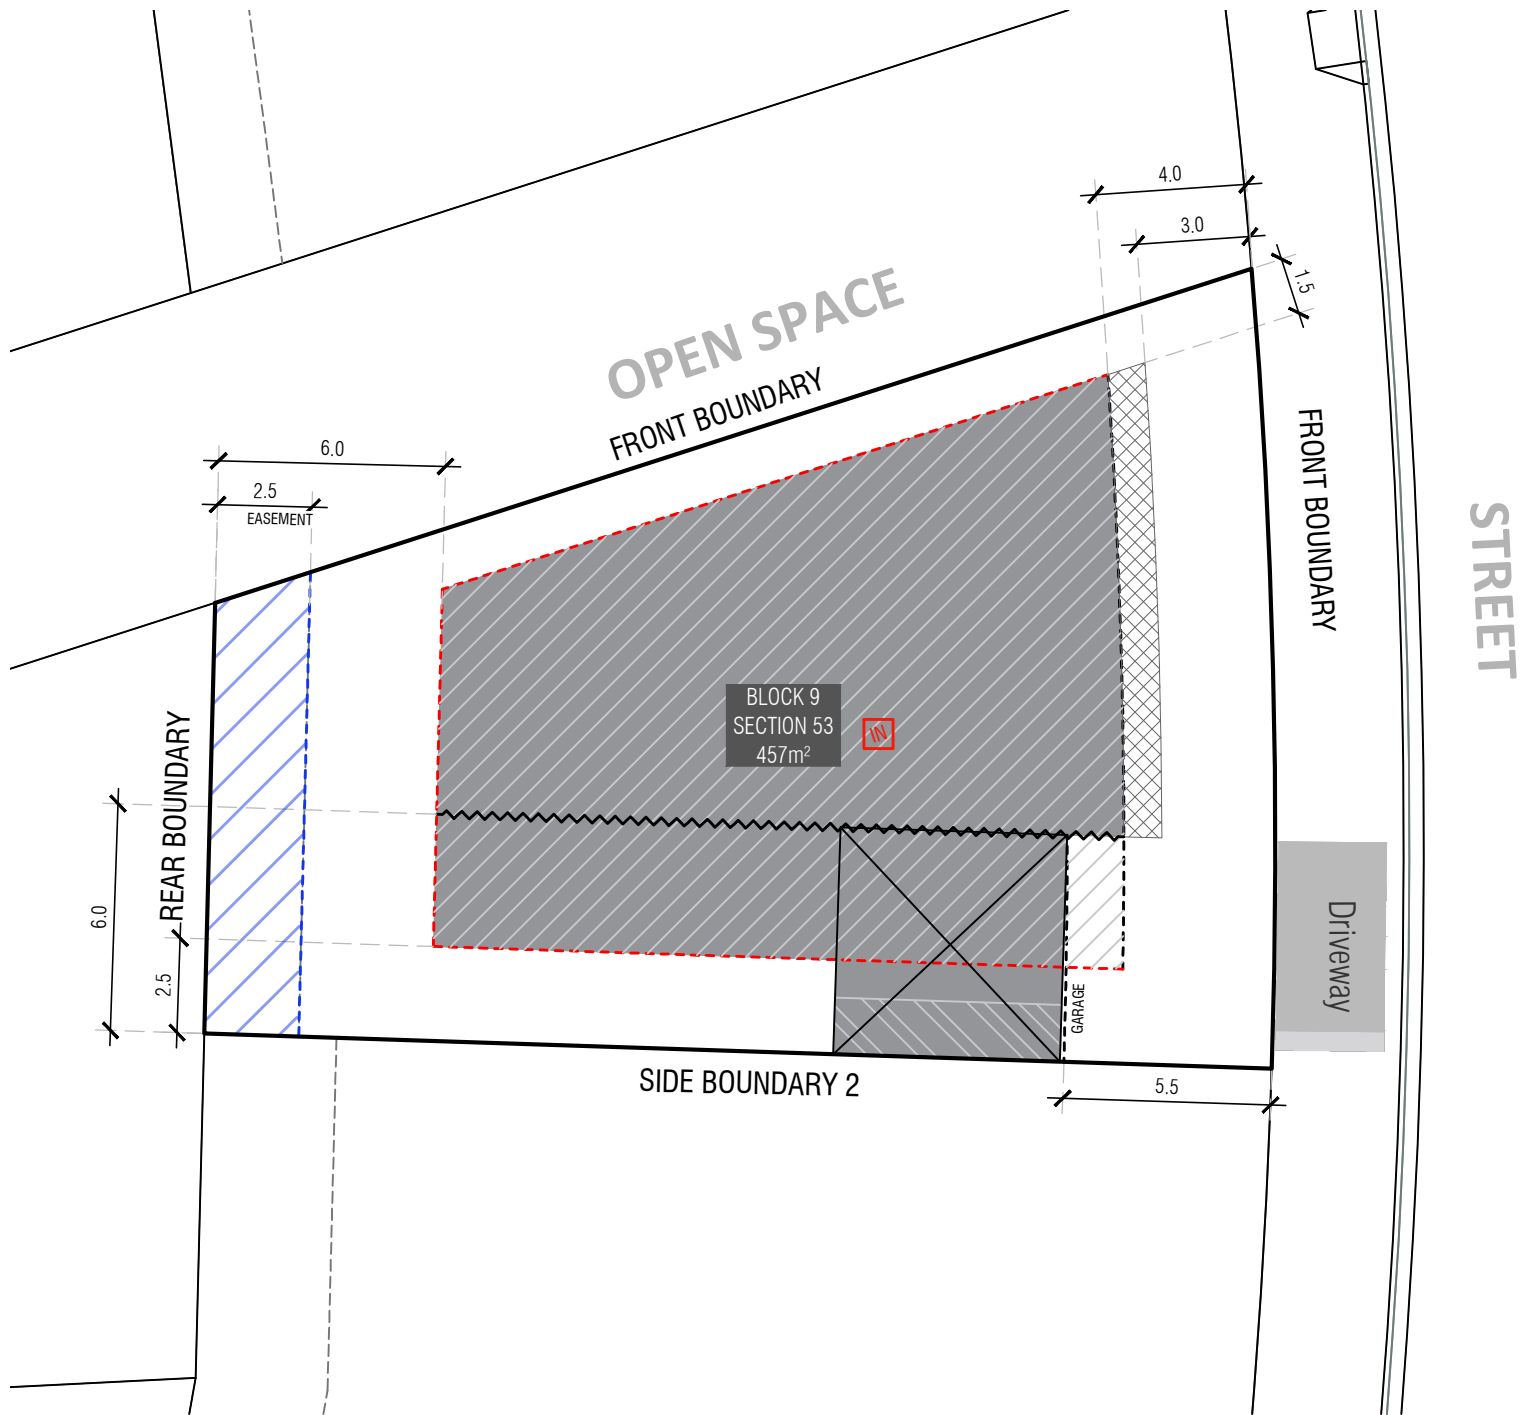 4.0
3.0
1.5
OPEN SPACE
FRONT BOUNDARY
6.0
2.5
EASEMENT
FRONT BOUNDARY
STREET
BLOCK 9
SECTION 53
457m²
IN
REAR BOUNDARY
6.0
2.5
Driveway
GARAGE
SIDE BOUNDARY 2
5.5